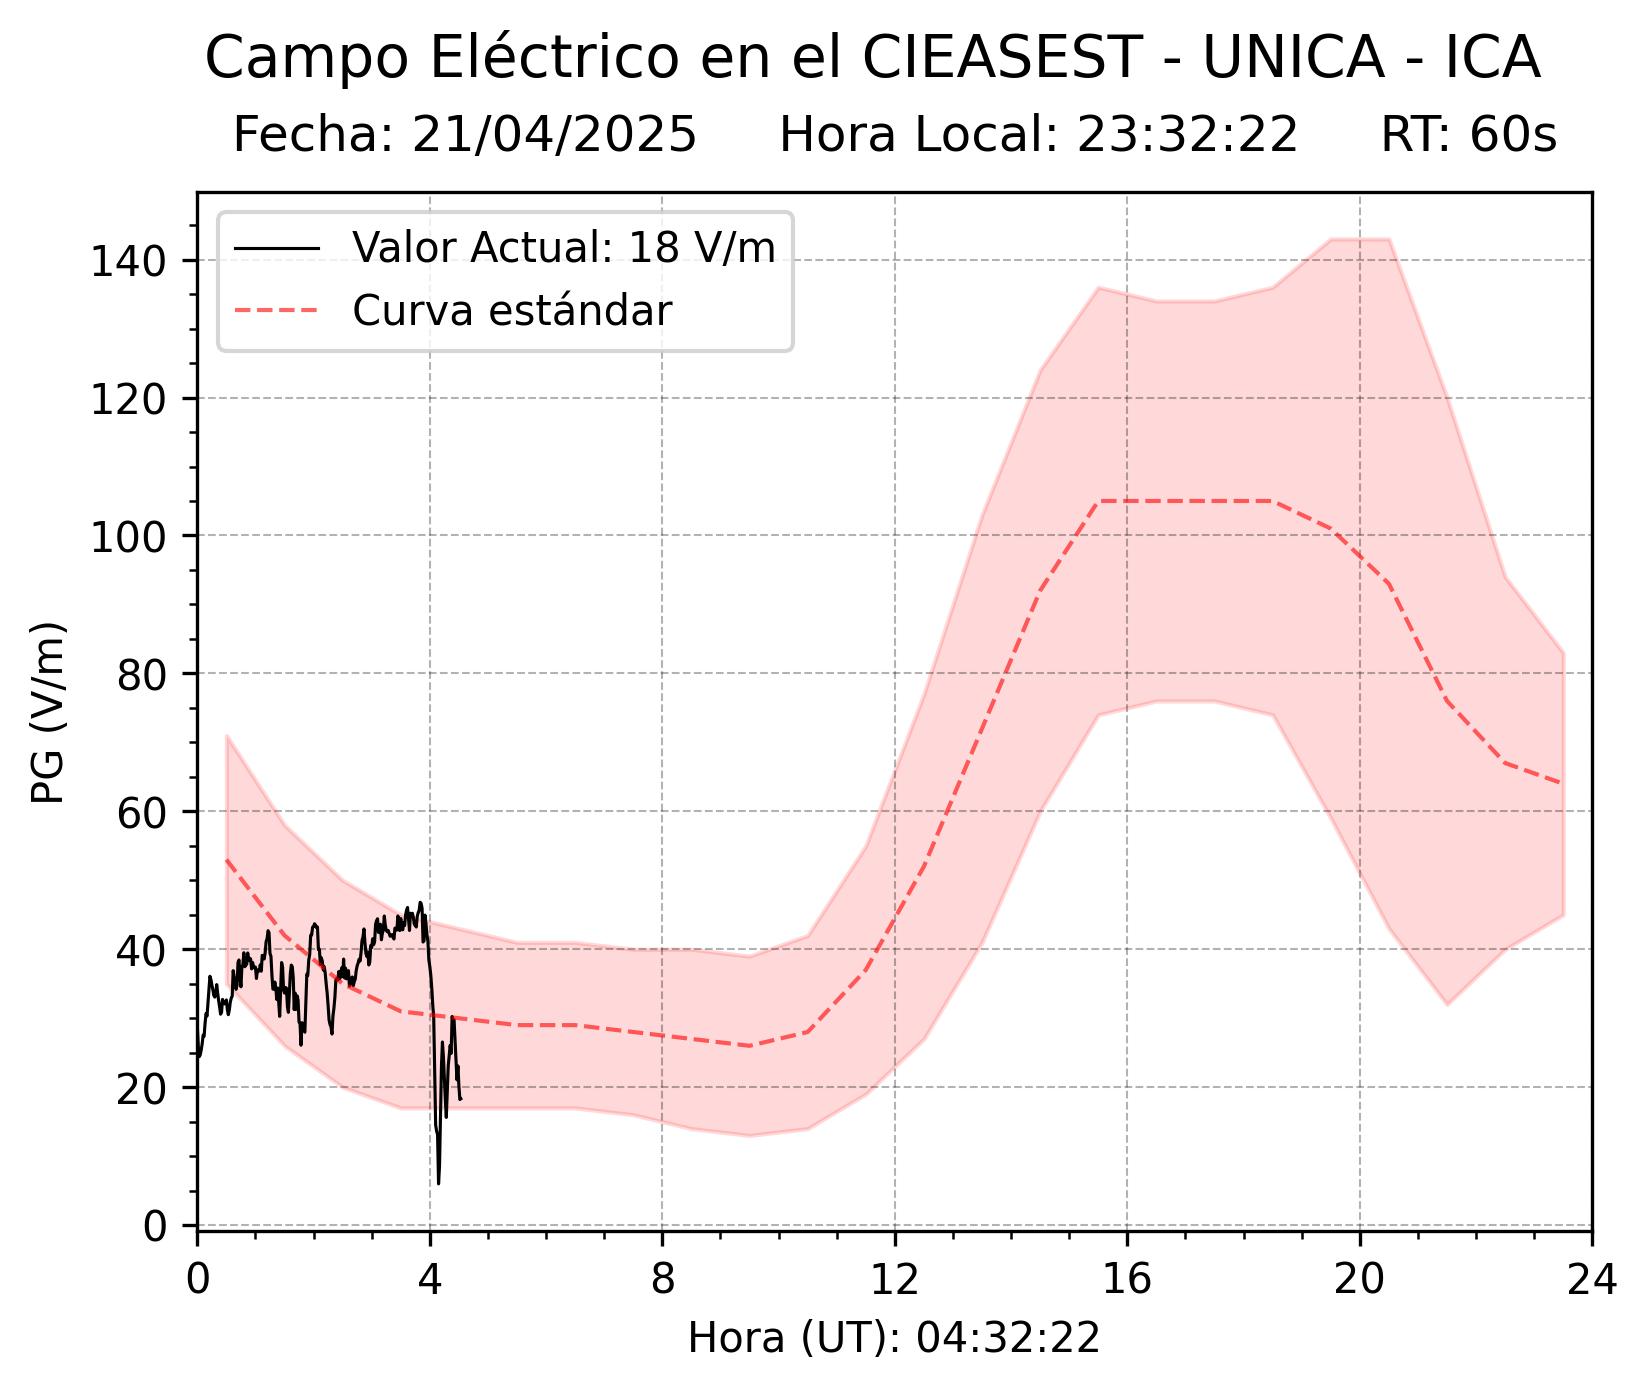 Campo Eléctrico en el CIEASEST - UNICA - ICA
Fecha: 21/04/2025 Hora Local: 23:32:22 RT: 60s
Valor Actual: 18 V/m
Curva estándar
140
120
100
80
60
40
20
0
PG (V/m)
0 4 8 12 16 20 24
Hora (UT): 04:32:22